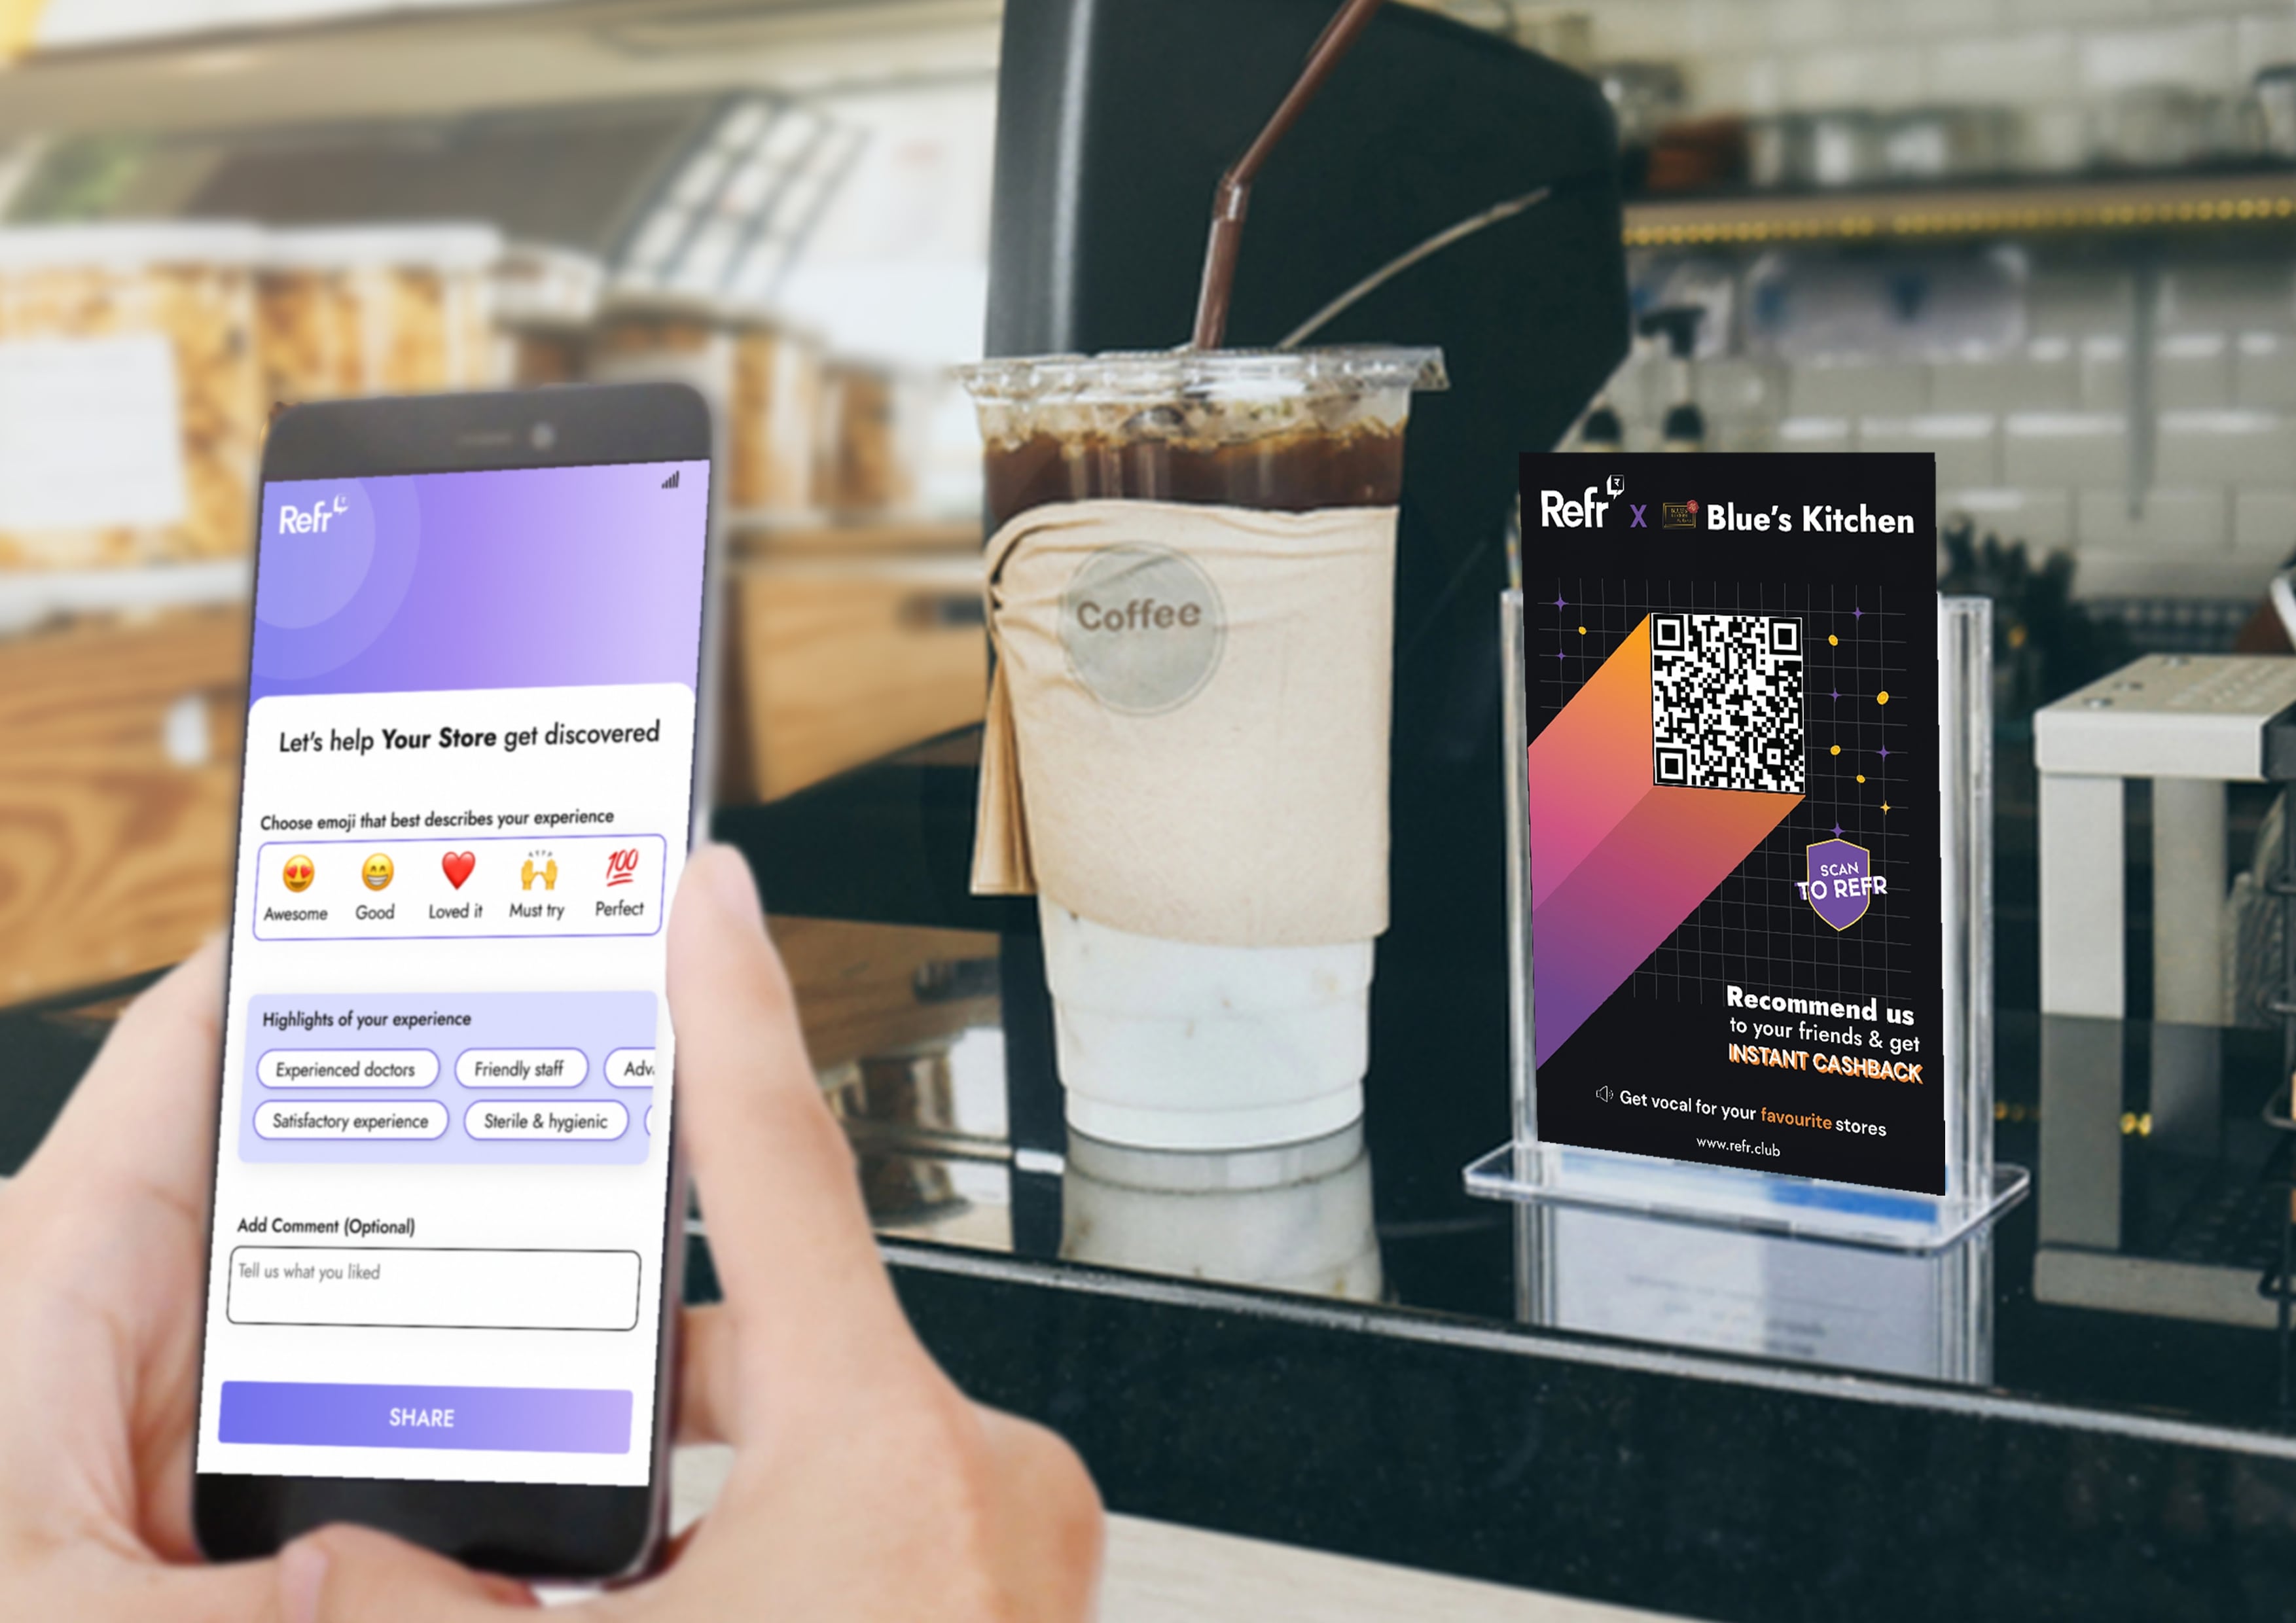 Refr
Let's help Your Store get discovered
Choose emoji that best describes your experience
Awesome
Good
Loved it
Must try
Perfect
Highlights of your experience
Experienced doctors
Friendly staff
Satisfactory experience
Sterile & hygienic
Add Comment (Optional)
Tell us what you liked
SHARE
Coffee
Refr X Blue's Kitchen
SCAN
TO REFR
Recommend us
to your friends & get
INSTANT CASHBACK
Get vocal for your favourite stores
www.refr.club